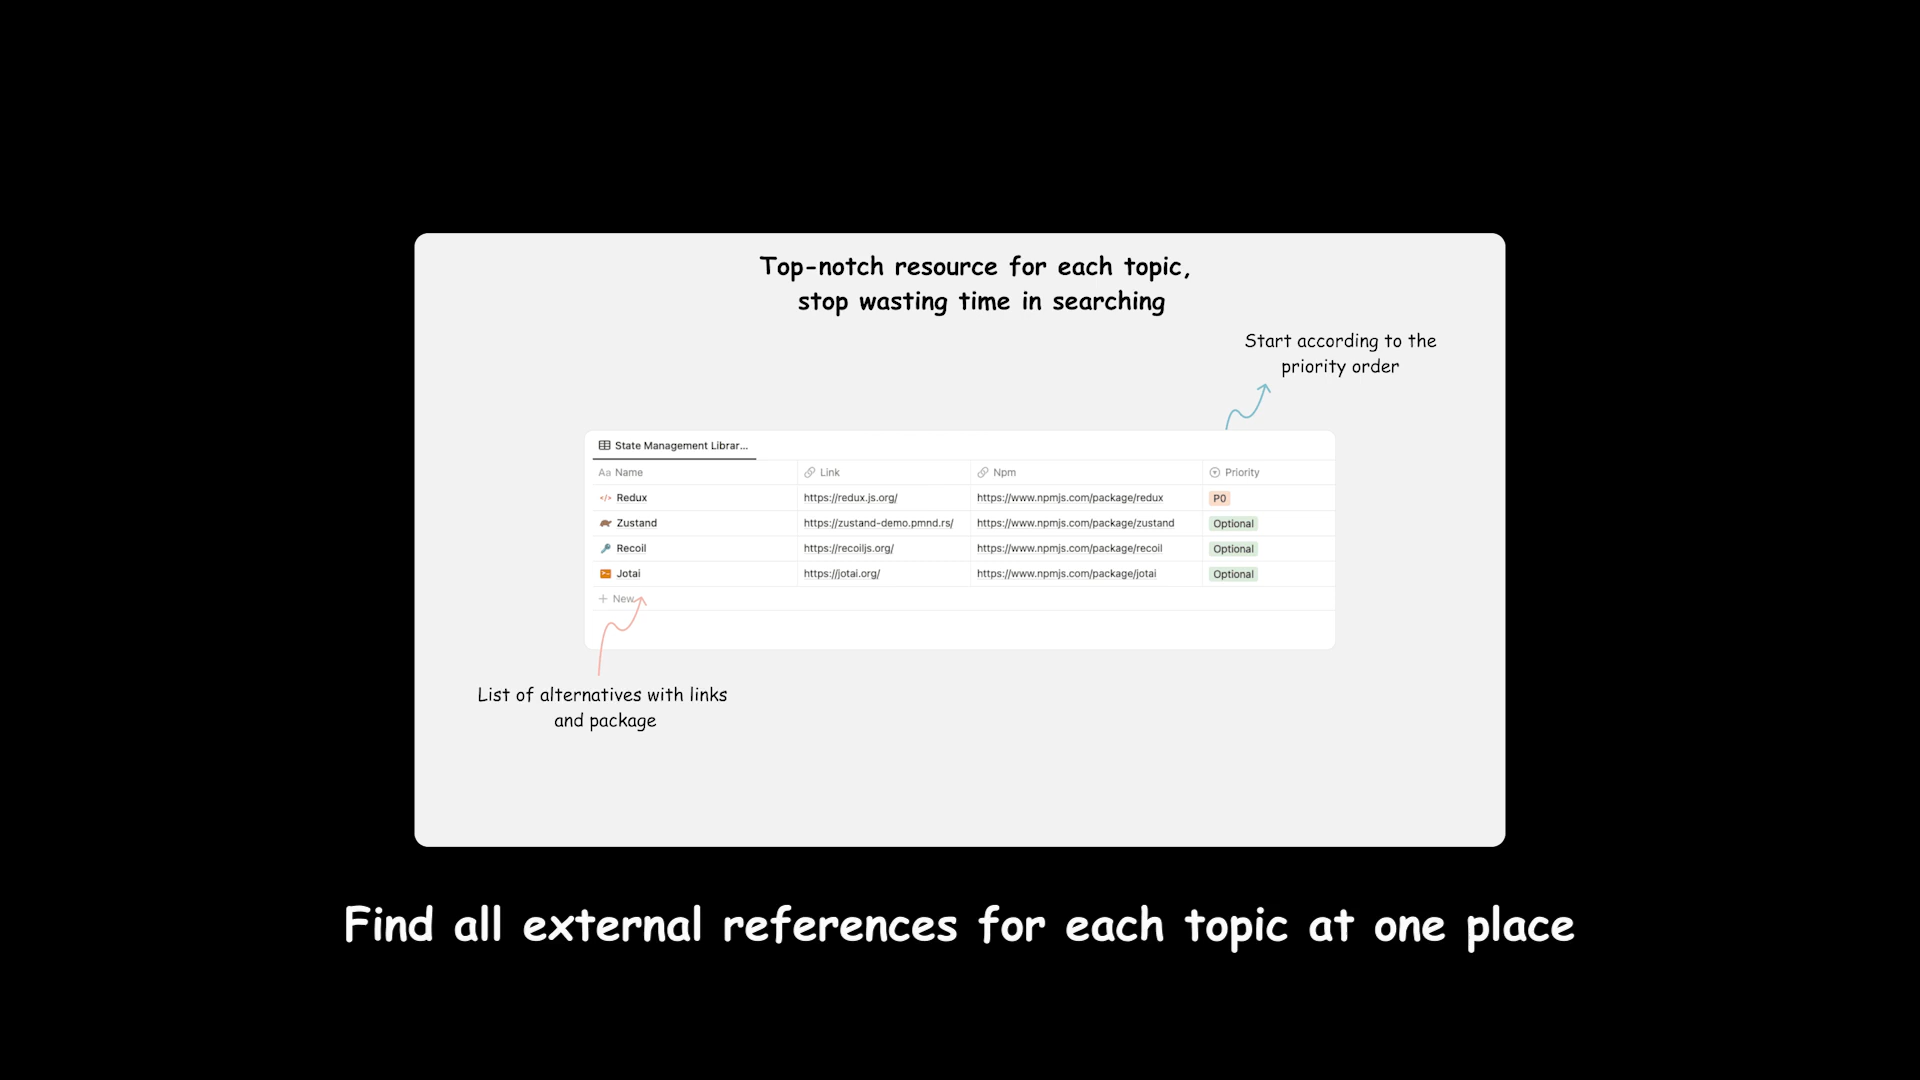 Top-notch resource for each topic,
stop wasting time in searching
Start according to the
priority order
State Management Librar...
Aa Name Link Npm Priority
Redux https://redux.js.org/ https://www.npmjs.com/package/redux P0
Zustand https://zustand-demo.pmnd.rs/ https://www.npmjs.com/package/zustand Optional
Recoil https://recoiljs.org/ https://www.npmjs.com/package/recoil Optional
Jotai https://jotai.org/ https://www.npmjs.com/package/jotai Optional
+ New
List of alternatives with links
and package
Find all external references for each topic at one place